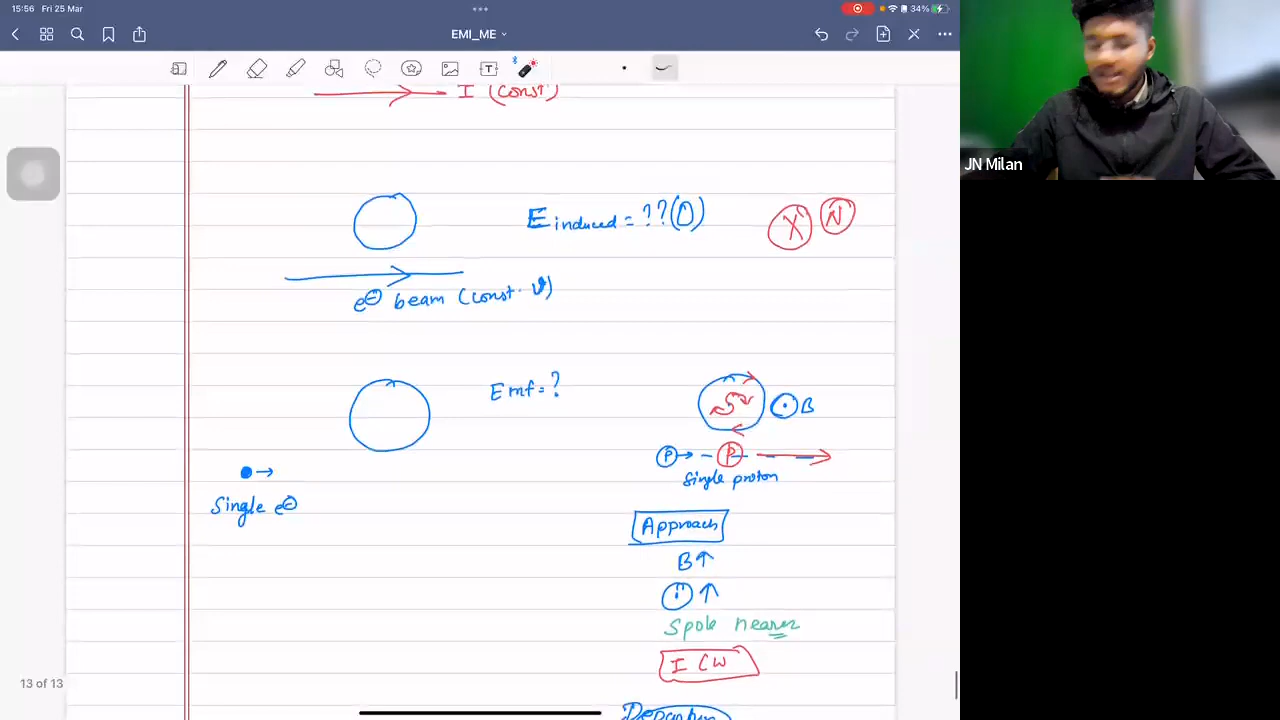 15:56 Fri 25 Mar
34%
EMI_ME
JN Milan
I (const)
E induced = ??(0)
X N
e⊖ beam (const. v)
Emf = ?
S
B
P → P
Single proton
Single e⊖
Approach
B↑
⊙ ↑
S pole nearer
I CW
13 of 13
Departure